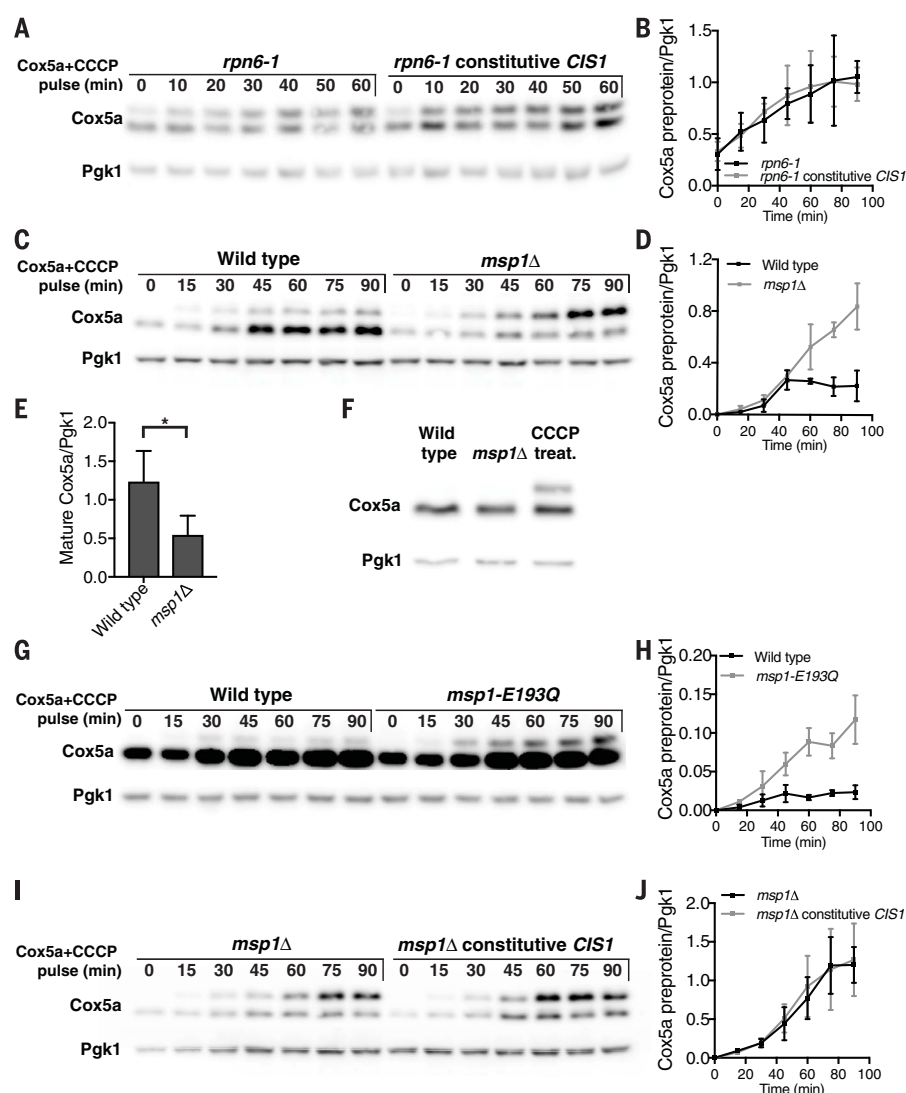 A
Cox5a+CCCP rpn6-1 rpn6-1 constitutive CIS1
pulse (min) 0 10 20 30 40 50 60 0 10 20 30 40 50 60
Cox5a
Pgk1
B
Cox5a preprotein/Pgk1
1.5
1.0
0.5
0.0
rpn6-1
rpn6-1 constitutive CIS1
0 20 40 60 80 100
Time (min)
C
Cox5a+CCCP Wild type msp1Δ
pulse (min) 0 15 30 45 60 75 90 0 15 30 45 60 75 90
Cox5a
Pgk1
D
Cox5a preprotein/Pgk1
1.2
0.8
0.4
0.0
Wild type
msp1Δ
0 20 40 60 80 100
Time (min)
E
Mature Cox5a/Pgk1
2.0
1.5
1.0
0.5
0.0
*
Wild type
msp1Δ
F
Wild type msp1Δ CCCP treat.
Cox5a
Pgk1
G
Cox5a+CCCP Wild type msp1-E193Q
pulse (min) 0 15 30 45 60 75 90 0 15 30 45 60 75 90
Cox5a
Pgk1
H
Cox5a preprotein/Pgk1
0.20
0.15
0.10
0.05
0.00
Wild type
msp1-E193Q
0 20 40 60 80 100
Time (min)
I
Cox5a+CCCP msp1Δ msp1Δ constitutive CIS1
pulse (min) 0 15 30 45 60 75 90 0 15 30 45 60 75 90
Cox5a
Pgk1
J
Cox5a preprotein/Pgk1
2.0
1.5
1.0
0.5
0.0
msp1Δ
msp1Δ constitutive CIS1
0 20 40 60 80 100
Time (min)